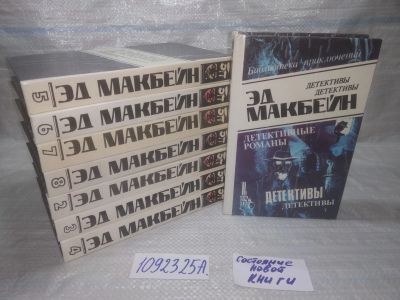 5 ЭД МАКБЕЙН
6 ЭД МАКБЕЙН
7 ЭД МАКБЕЙН
8 ЭД МАКБЕЙН
2 ЭД МАКБЕЙН
3 ЭД МАКБЕЙН
4 ЭД МАКБЕЙН
Библиотека приключений
ДЕТЕКТИВЫ
ДЕТЕКТИВЫ
ЭД
МАКБЕЙН
ДЕТЕКТИВНЫЕ
РОМАНЫ
ДЕТЕКТИВЫ
ДЕТЕКТИВЫ
1092325А.
Состояние
новой
книги